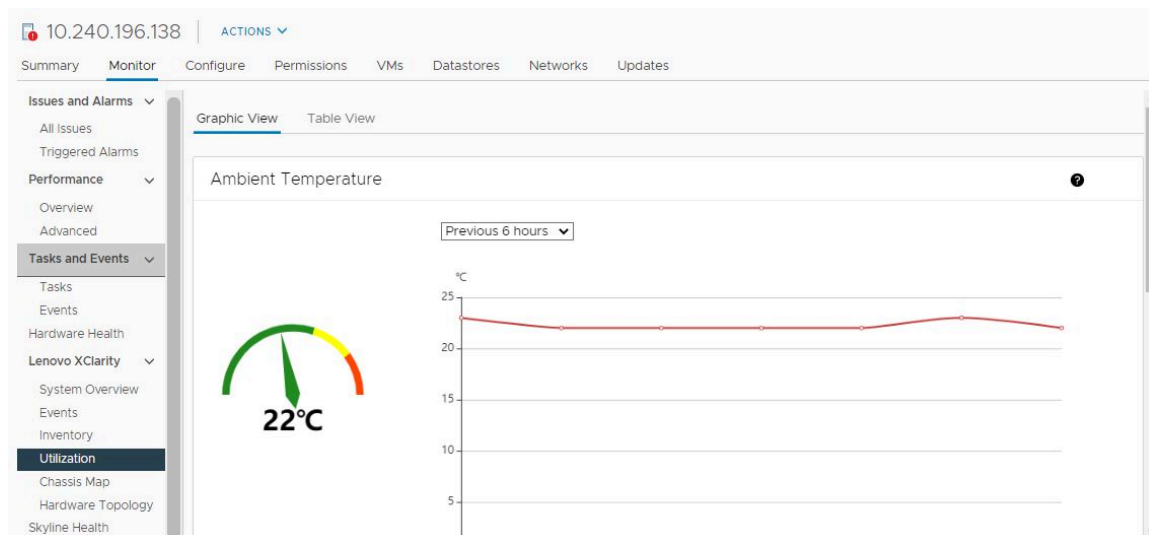 10.240.196.138 ACTIONS
Summary Monitor Configure Permissions VMs Datastores Networks Updates
Issues and Alarms
All Issues
Triggered Alarms
Performance
Overview
Advanced
Tasks and Events
Tasks
Events
Hardware Health
Lenovo XClarity
System Overview
Events
Inventory
Utilization
Chassis Map
Hardware Topology
Skyline Health
Graphic View Table View
Ambient Temperature
?
Previous 6 hours
22°C
°C
25
20
15
10
5